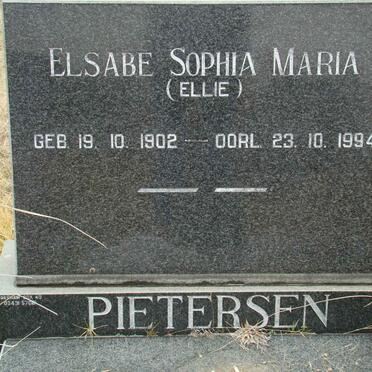 ELSABE SOPHIA MARIA
(ELLIE)
GEB. 19. 10. 1902 — OORL. 23. 10. 1994
PIETERSEN